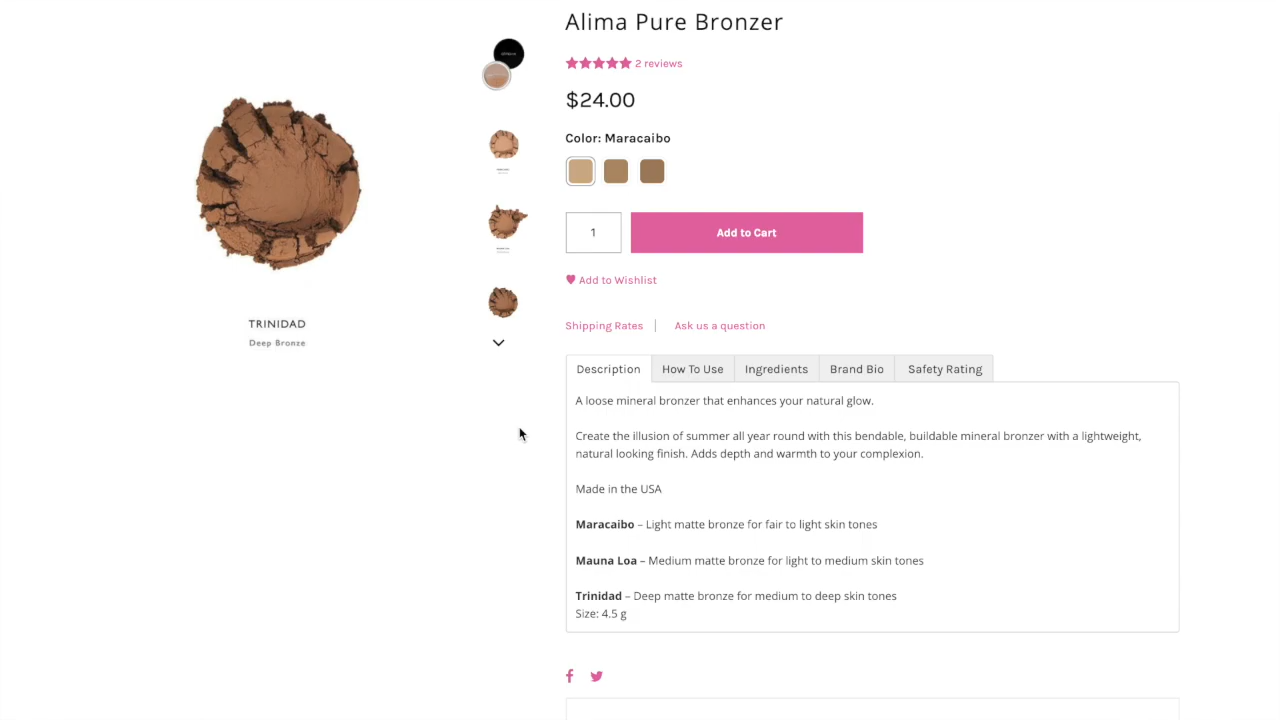 Alima Pure Bronzer
2 reviews
$24.00
Color: Maracaibo
1
Add to Cart
Add to Wishlist
Shipping Rates
Ask us a question
TRINIDAD
Deep Bronze
Description
How To Use
Ingredients
Brand Bio
Safety Rating
A loose mineral bronzer that enhances your natural glow.
Create the illusion of summer all year round with this bendable, buildable mineral bronzer with a lightweight,
natural looking finish. Adds depth and warmth to your complexion.
Made in the USA
Maracaibo – Light matte bronze for fair to light skin tones
Mauna Loa – Medium matte bronze for light to medium skin tones
Trinidad – Deep matte bronze for medium to deep skin tones
Size: 4.5 g